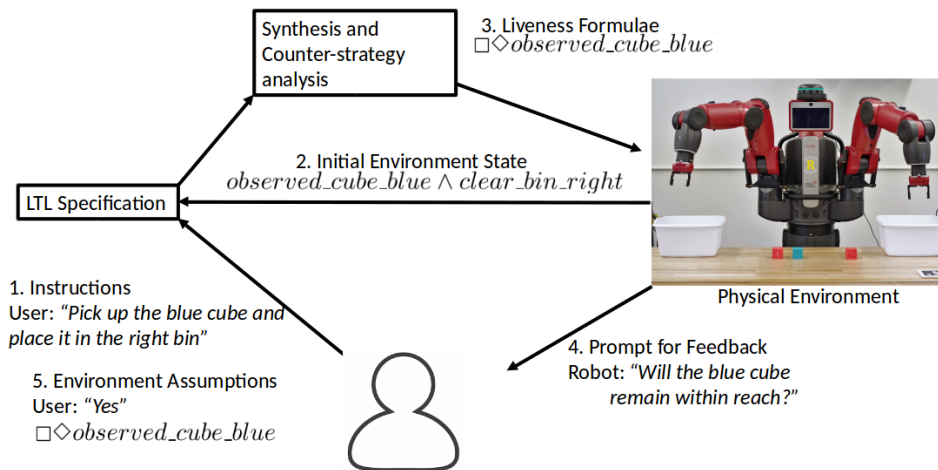 Synthesis and
Counter-strategy
analysis
3. Liveness Formulae
□◇observed_cube_blue
2. Initial Environment State
observed_cube_blue ∧ clear_bin_right
LTL Specification
Physical Environment
1. Instructions
User: “Pick up the blue cube and
place it in the right bin”
4. Prompt for Feedback
Robot: “Will the blue cube
remain within reach?”
5. Environment Assumptions
User: “Yes”
□◇observed_cube_blue